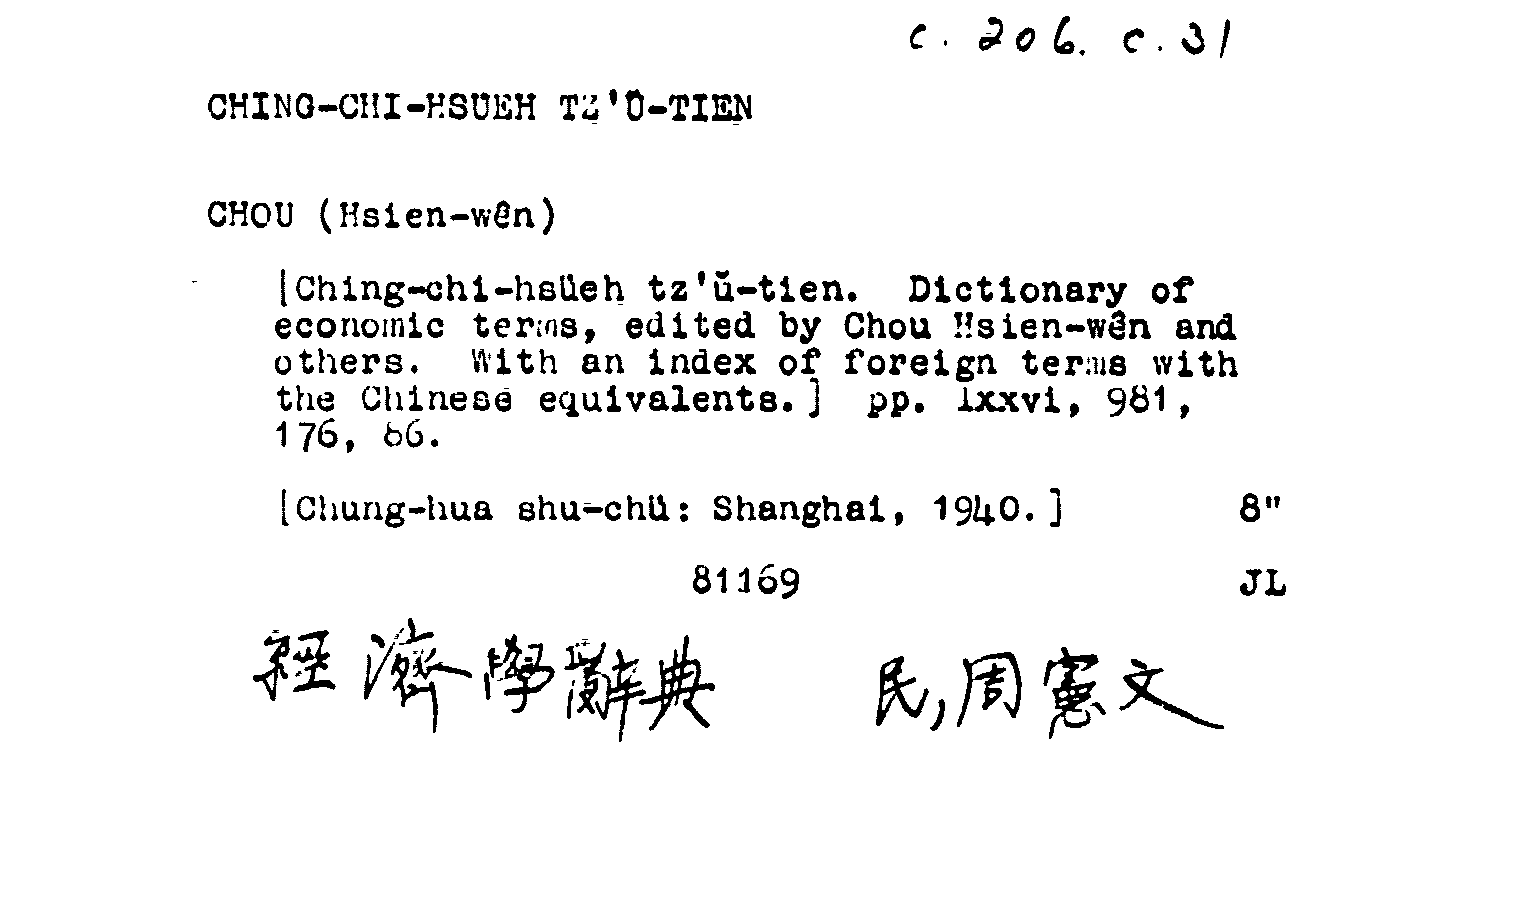 c. 206. c. 31
CHING-CHI-HSÜEH TZ'Ŭ-TIEN
CHOU (Hsien-wên)
[Ching-chi-hsüeh tz'ŭ-tien. Dictionary of
economic terms, edited by Chou Hsien-wên and
others. With an index of foreign terms with
the Chinese equivalents.] pp. lxxvi, 981,
176, 86.
[Chung-hua shu-chü: Shanghai, 1940.] 8"
81169 JL
經濟學辭典 民,周憲文